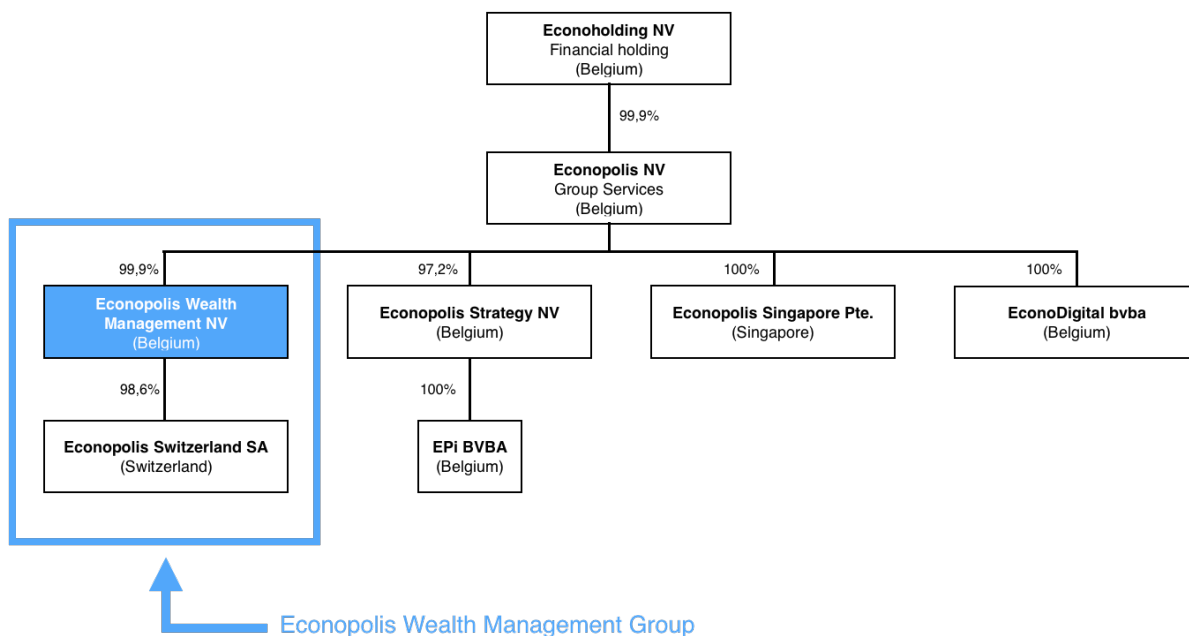 Econoholding NV
Financial holding
(Belgium)
99,9%
Econopolis NV
Group Services
(Belgium)
99,9%
97,2%
100%
100%
Econopolis Wealth
Management NV
(Belgium)
Econopolis Strategy NV
(Belgium)
Econopolis Singapore Pte.
(Singapore)
EconoDigital bvba
(Belgium)
98,6%
100%
Econopolis Switzerland SA
(Switzerland)
EPi BVBA
(Belgium)
Econopolis Wealth Management Group